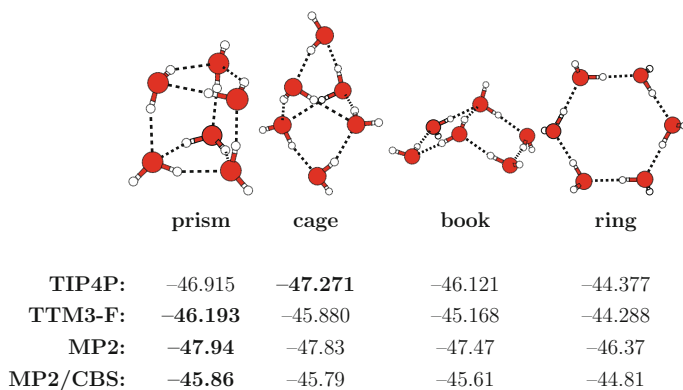 prism cage book ring
TIP4P: –46.915 –47.271 –46.121 –44.377
TTM3-F: –46.193 –45.880 –45.168 –44.288
MP2: –47.94 –47.83 –47.47 –46.37
MP2/CBS: –45.86 –45.79 –45.61 –44.81